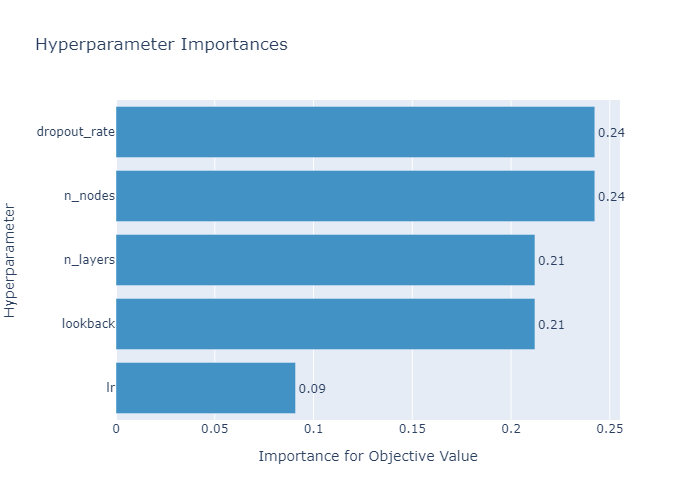 Hyperparameter Importances
Hyperparameter
dropout_rate
0.24
n_nodes
0.24
n_layers
0.21
lookback
0.21
lr
0.09
0 0.05 0.1 0.15 0.2 0.25
Importance for Objective Value